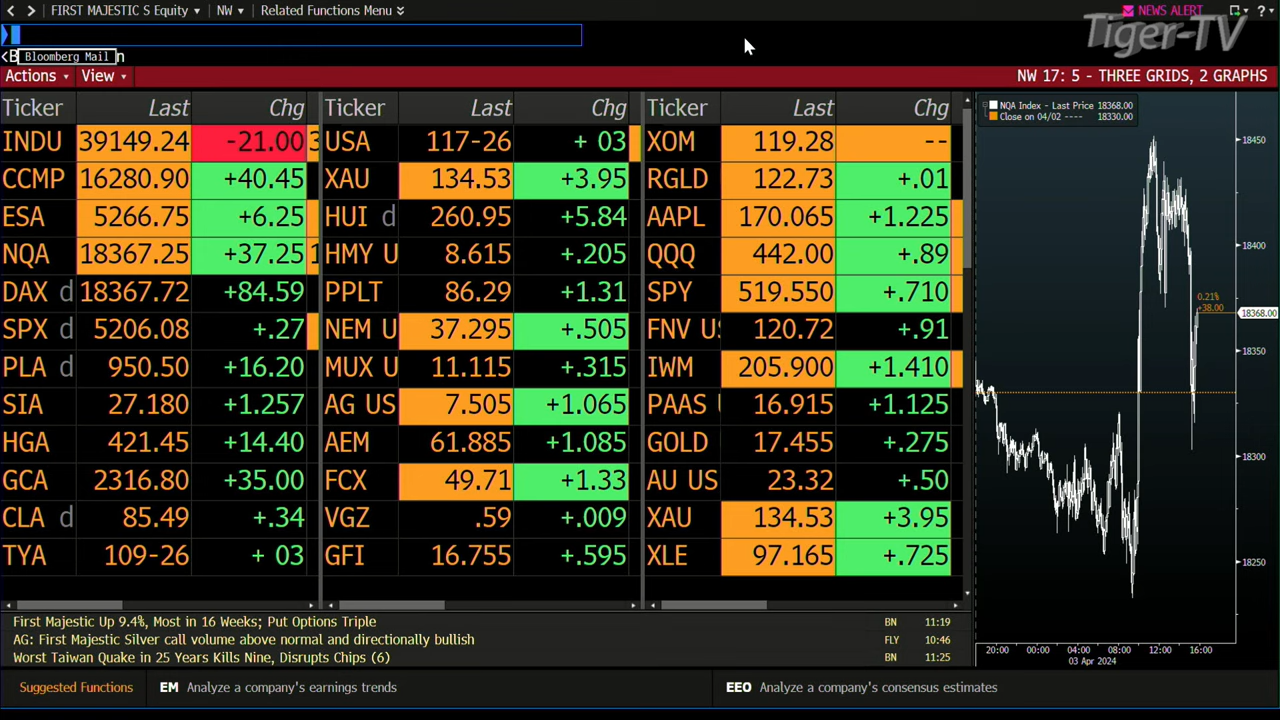 FIRST MAJESTIC S Equity NW Related Functions Menu NEWS ALERT ?
Tiger-TV
Bloomberg Mail
Actions View NW 17: 5 - THREE GRIDS, 2 GRAPHS
Ticker Last Chg Ticker Last Chg Ticker Last Chg
INDU 39149.24 -21.00 3 USA 117-26 + 03 XOM 119.28 --
CCMP 16280.90 +40.45 XAU 134.53 +3.95 RGLD 122.73 +.01
ESA 5266.75 +6.25 HUI d 260.95 +5.84 AAPL 170.065 +1.225
NQA 18367.25 +37.25 1 HMY U 8.615 +.205 QQQ 442.00 +.89
DAX d 18367.72 +84.59 PPLT 86.29 +1.31 SPY 519.550 +.710
SPX d 5206.08 +.27 NEM U 37.295 +.505 FNV US 120.72 +.91
PLA d 950.50 +16.20 MUX U 11.115 +.315 IWM 205.900 +1.410
SIA 27.180 +1.257 AG US 7.505 +1.065 PAAS U 16.915 +1.125
HGA 421.45 +14.40 AEM 61.885 +1.085 GOLD 17.455 +.275
GCA 2316.80 +35.00 FCX 49.71 +1.33 AU US 23.32 +.50
CLA d 85.49 +.34 VGZ .59 +.009 XAU 134.53 +3.95
TYA 109-26 + 03 GFI 16.755 +.595 XLE 97.165 +.725
NQA Index - Last Price 18368.00
Close on 04/02 ---- 18330.00
18450
18400
0.21%
+38.00 18368.00
18350
18300
18250
20:00 00:00 04:00 08:00 12:00 16:00
03 Apr 2024
First Majestic Up 9.4%, Most in 16 Weeks; Put Options Triple BN 11:19
AG: First Majestic Silver call volume above normal and directionally bullish FLY 10:46
Worst Taiwan Quake in 25 Years Kills Nine, Disrupts Chips (6) BN 11:25
Suggested Functions EM Analyze a company's earnings trends EEO Analyze a company's consensus estimates